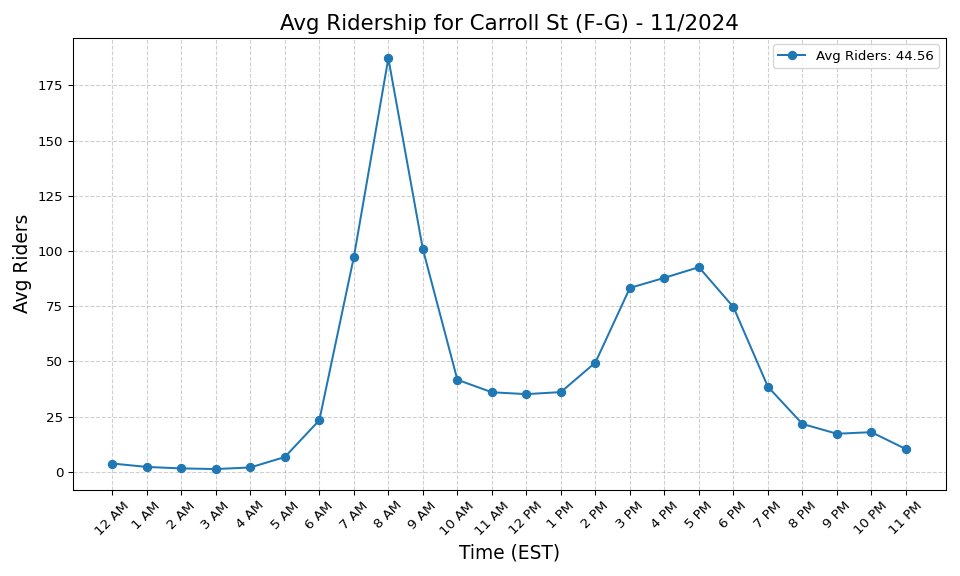 Avg Ridership for Carroll St (F-G) - 11/2024
Avg Riders: 44.56
Avg Riders
175
150
125
100
75
50
25
0
12 AM
1 AM
2 AM
3 AM
4 AM
5 AM
6 AM
7 AM
8 AM
9 AM
10 AM
11 AM
12 PM
1 PM
2 PM
3 PM
4 PM
5 PM
6 PM
7 PM
8 PM
9 PM
10 PM
11 PM
Time (EST)